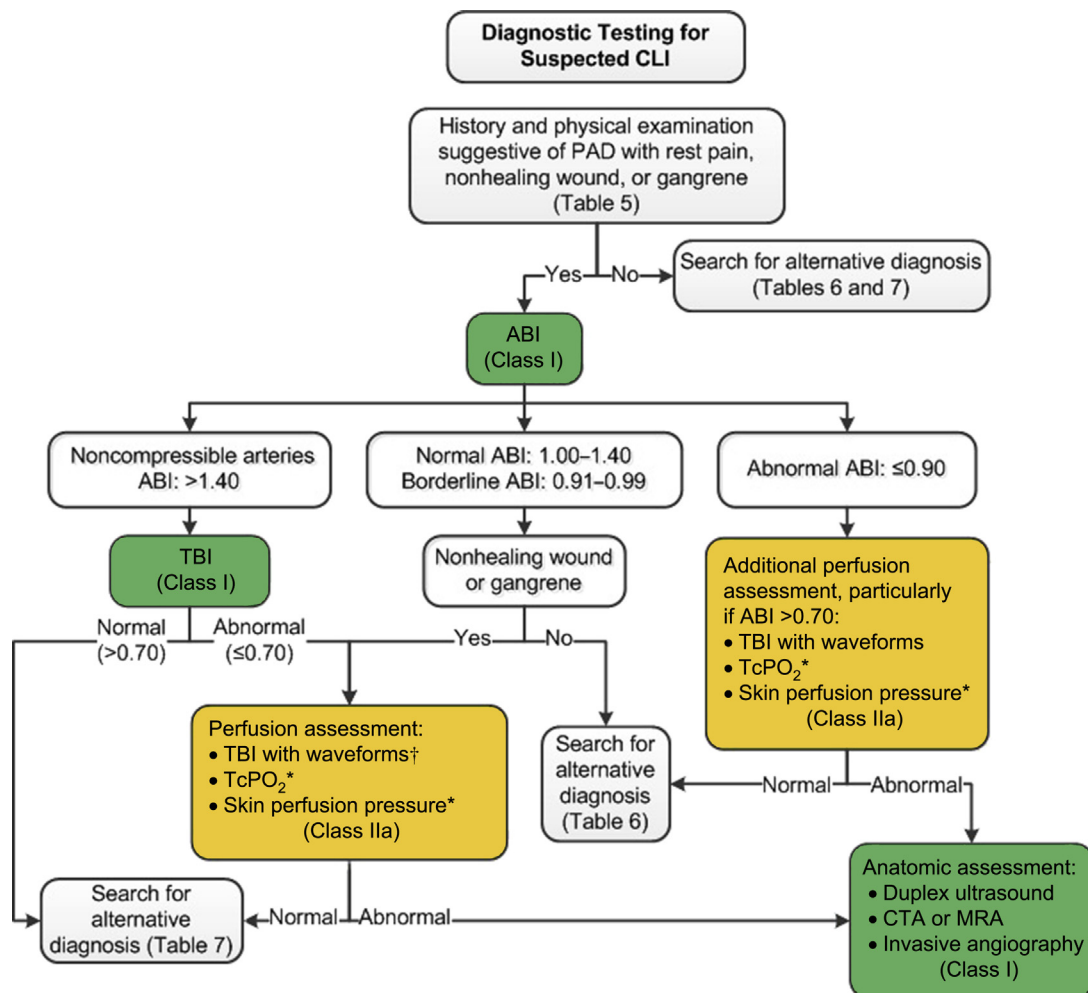 Diagnostic Testing for
Suspected CLI
History and physical examination
suggestive of PAD with rest pain,
nonhealing wound, or gangrene
(Table 5)
Yes
No
Search for alternative diagnosis
(Tables 6 and 7)
ABI
(Class I)
Noncompressible arteries
ABI: >1.40
Normal ABI: 1.00–1.40
Borderline ABI: 0.91–0.99
Abnormal ABI: ≤0.90
TBI
(Class I)
Nonhealing wound
or gangrene
Additional perfusion
assessment, particularly
if ABI >0.70:
• TBI with waveforms
• TcPO₂*
• Skin perfusion pressure*
(Class IIa)
Normal
(>0.70)
Abnormal
(≤0.70)
Yes
No
Perfusion assessment:
• TBI with waveforms†
• TcPO₂*
• Skin perfusion pressure*
(Class IIa)
Search for
alternative
diagnosis
(Table 6)
Normal
Abnormal
Search for
alternative
diagnosis (Table 7)
Normal
Abnormal
Anatomic assessment:
• Duplex ultrasound
• CTA or MRA
• Invasive angiography
(Class I)